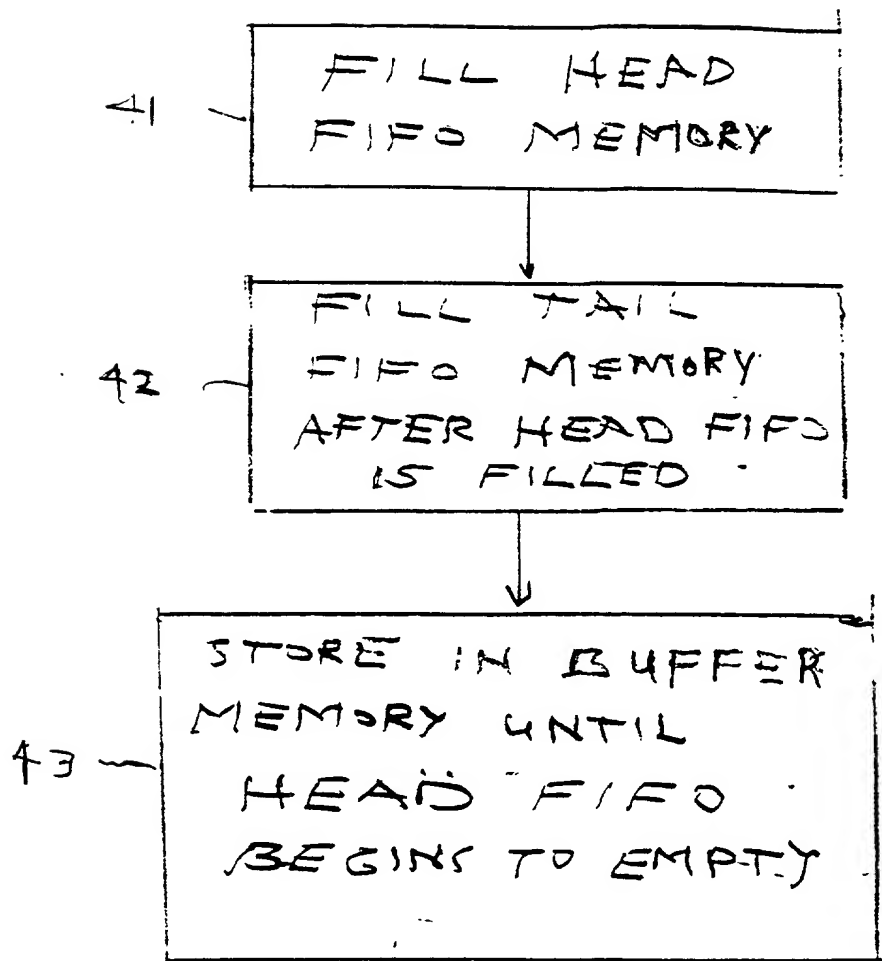 41
FILL HEAD
FIFO MEMORY
42
FILL TAIL
FIFO MEMORY
AFTER HEAD FIFO
IS FILLED
43
STORE IN BUFFER
MEMORY UNTIL
HEAD FIFO
BEGINS TO EMPTY